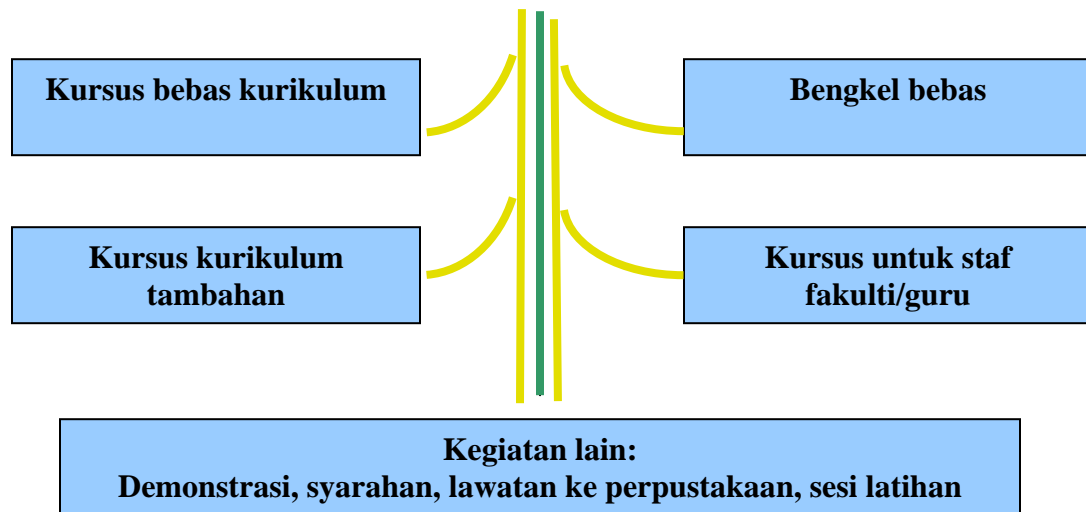 Kursus bebas kurikulum
Bengkel bebas
Kursus kurikulum
tambahan
Kursus untuk staf
fakulti/guru
Kegiatan lain:
Demonstrasi, syarahan, lawatan ke perpustakaan, sesi latihan